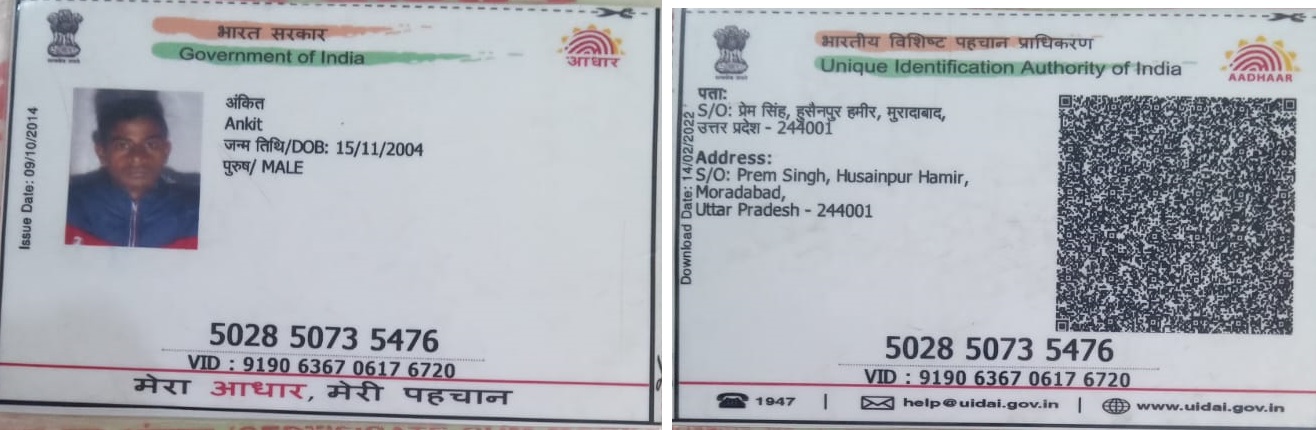 भारत सरकार
Government of India
आधार
Issue Date: 09/10/2014
अंकित
Ankit
जन्म तिथि/DOB: 15/11/2004
पुरुष/ MALE
5028 5073 5476
VID : 9190 6367 0617 6720
मेरा आधार, मेरी पहचान
भारतीय विशिष्ट पहचान प्राधिकरण
Unique Identification Authority of India
AADHAAR
Download Date: 14/02/2022
पता:
S/O: प्रेम सिंह, हुसैनपुर हमीर, मुरादाबाद,
उत्तर प्रदेश - 244001
Address:
S/O: Prem Singh, Husainpur Hamir,
Moradabad,
Uttar Pradesh - 244001
5028 5073 5476
VID : 9190 6367 0617 6720
1947 | help@uidai.gov.in | www.uidai.gov.in